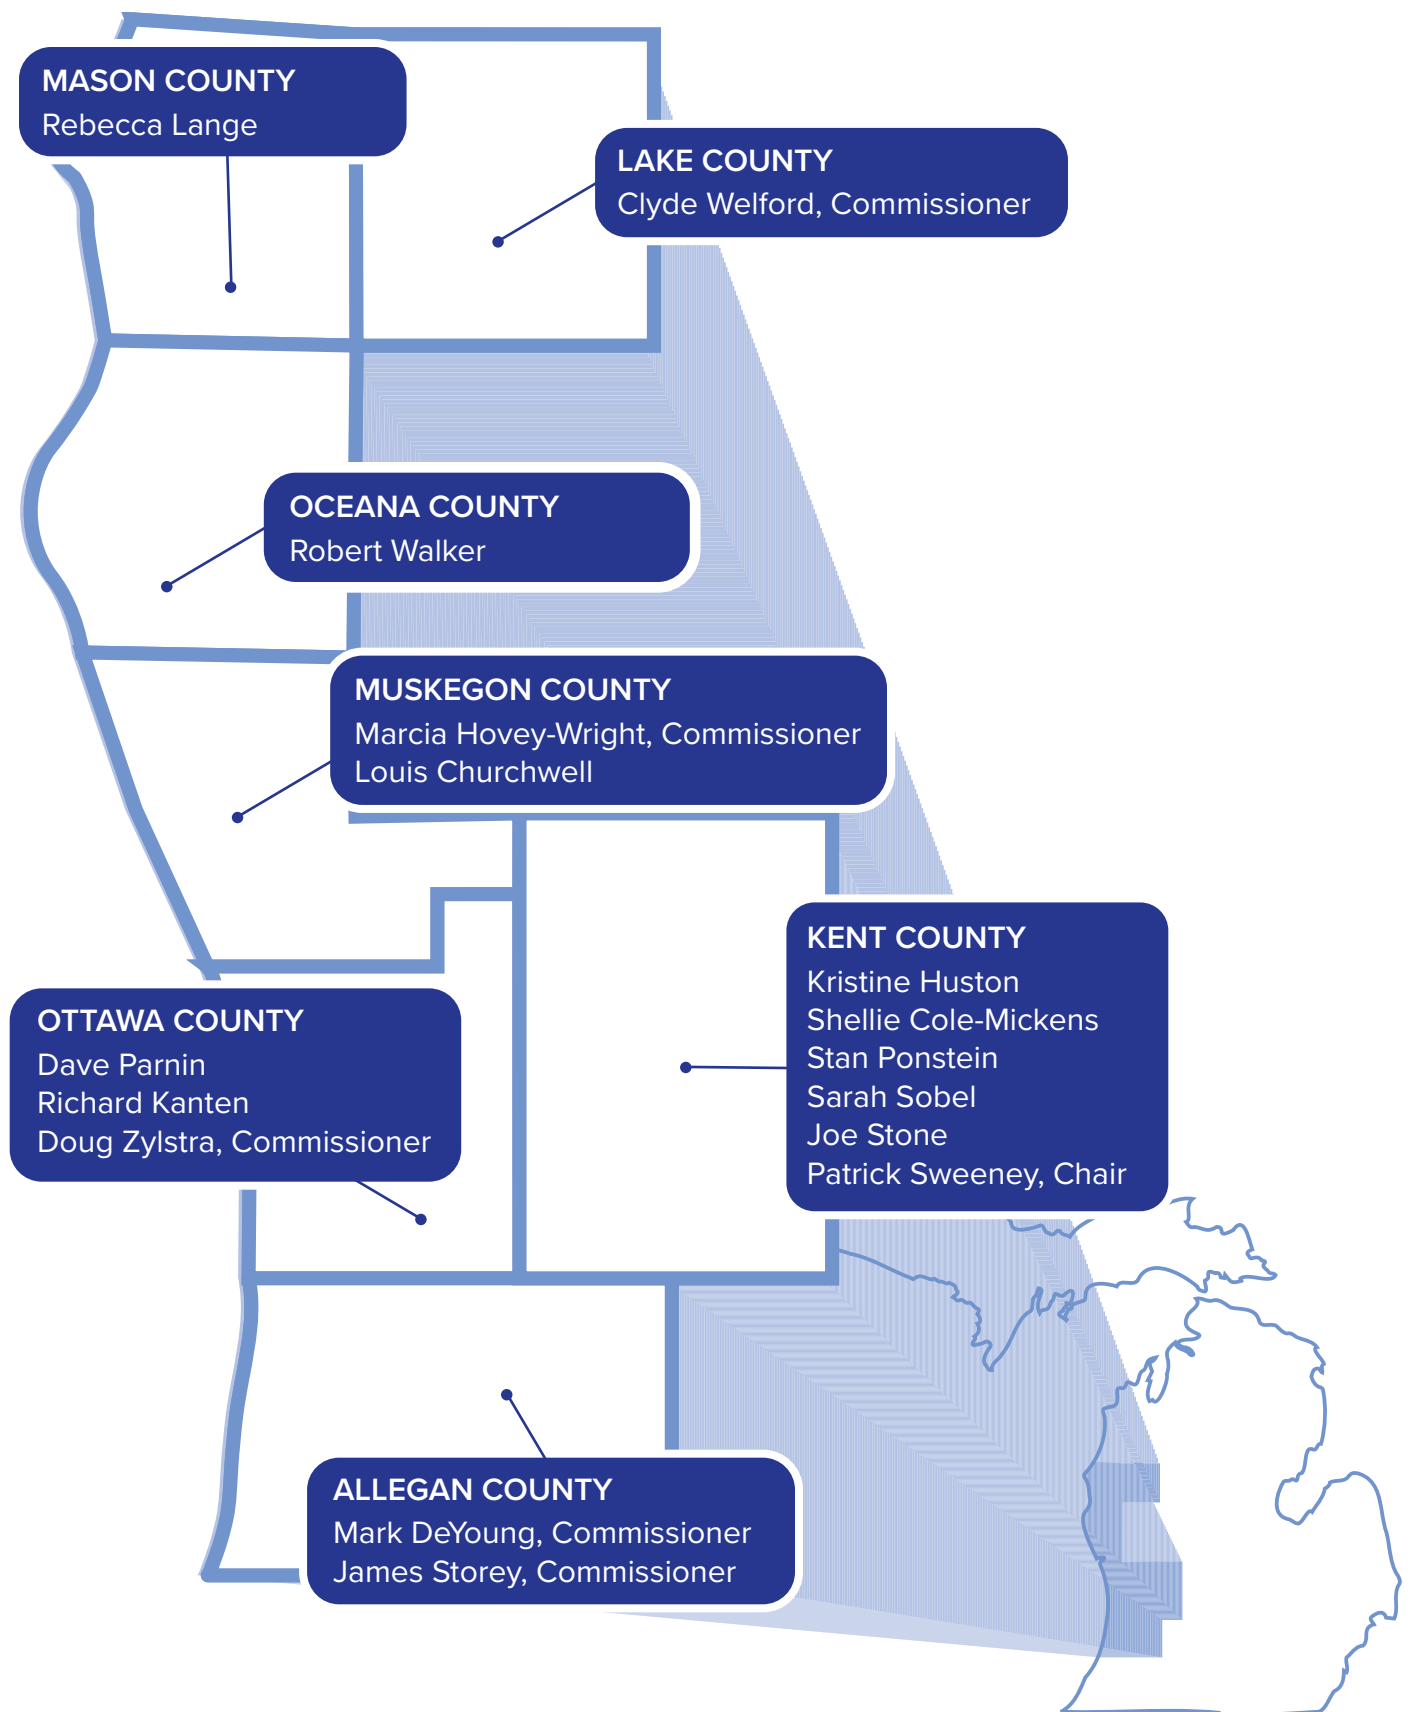 MASON COUNTY
Rebecca Lange
LAKE COUNTY
Clyde Welford, Commissioner
OCEANA COUNTY
Robert Walker
MUSKEGON COUNTY
Marcia Hovey-Wright, Commissioner
Louis Churchwell
KENT COUNTY
Kristine Huston
Shellie Cole-Mickens
Stan Ponstein
Sarah Sobel
Joe Stone
Patrick Sweeney, Chair
OTTAWA COUNTY
Dave Parnin
Richard Kanten
Doug Zylstra, Commissioner
ALLEGAN COUNTY
Mark DeYoung, Commissioner
James Storey, Commissioner